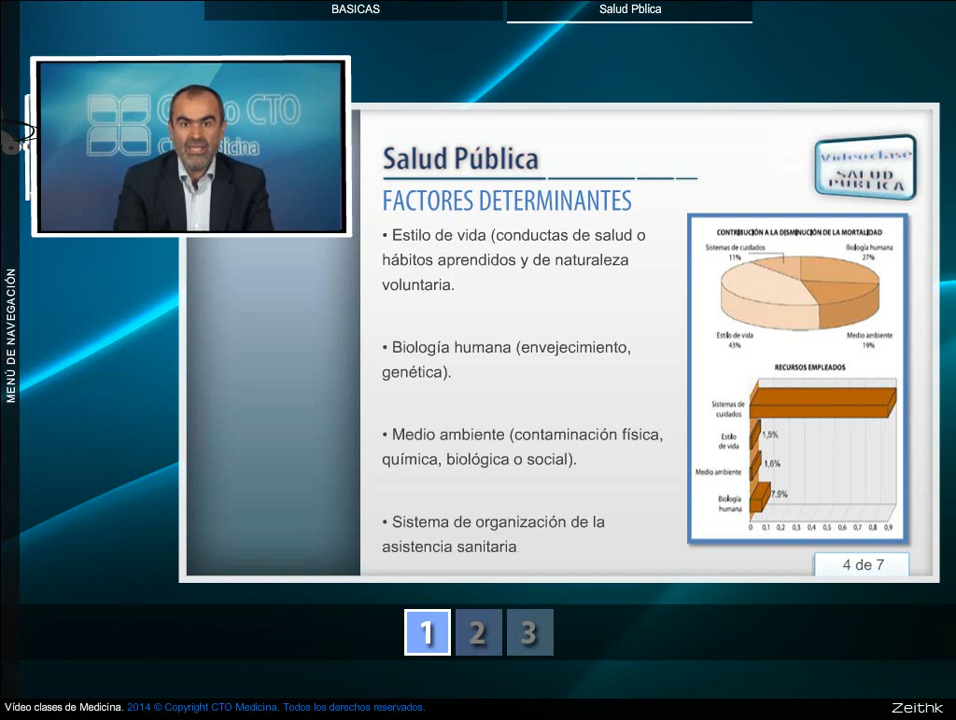 BASICAS
Salud Pblica
CTO
Medicina
Salud Pública
FACTORES DETERMINANTES
• Estilo de vida (conductas de salud o
hábitos aprendidos y de naturaleza
voluntaria.
• Biología humana (envejecimiento,
genética).
• Medio ambiente (contaminación física,
química, biológica o social).
• Sistema de organización de la
asistencia sanitaria
Videoclase
SALUD
PÚBLICA
CONTRIBUCIÓN A LA DISMINUCIÓN DE LA MORTALIDAD
Sistemas de cuidados
11%
Biología humana
27%
Estilo de vida
43%
Medio ambiente
19%
RECURSOS EMPLEADOS
Sistemas de
cuidados
Estilo
de vida
1,5%
Medio ambiente
1,6%
Biología
humana
7,9%
0 0,1 0,2 0,3 0,4 0,5 0,6 0,7 0,8 0,9
4 de 7
MENÚ DE NAVEGACIÓN
1 2 3
Vídeo clases de Medicina. 2014 © Copyright CTO Medicina. Todos los derechos reservados.
Zeithk